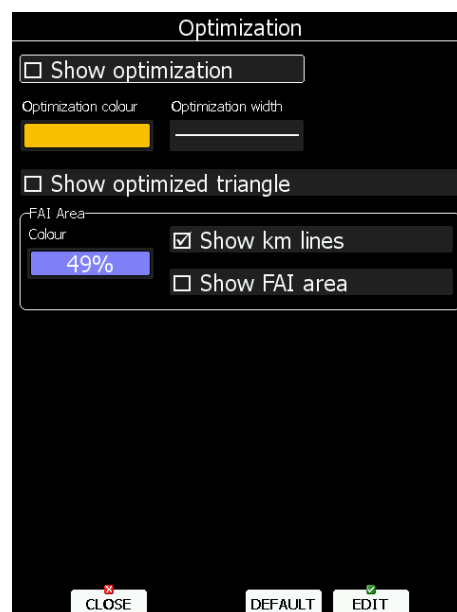 Optimization
Show optimization
Optimization colour Optimization width
Show optimized triangle
FAI Area
Colour
Show km lines
49%
Show FAI area
CLOSE DEFAULT EDIT